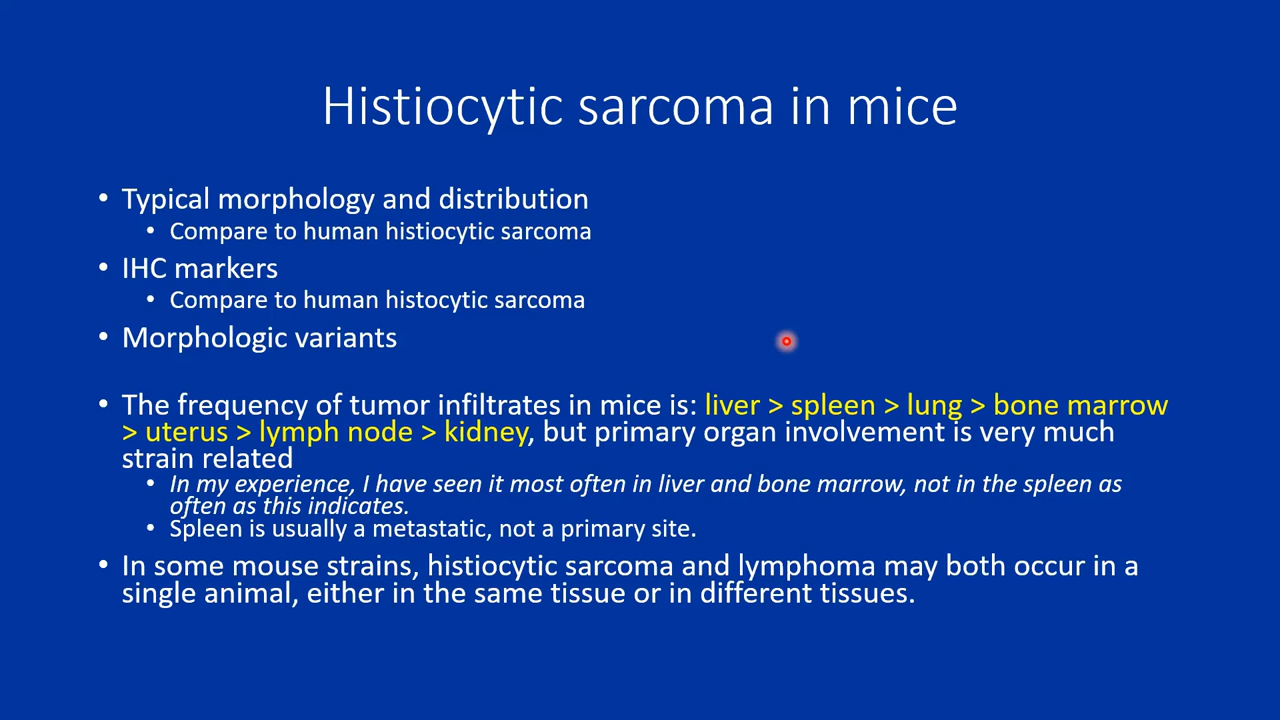 Histiocytic sarcoma in mice
• Typical morphology and distribution
• Compare to human histiocytic sarcoma
• IHC markers
• Compare to human histocytic sarcoma
• Morphologic variants
• The frequency of tumor infiltrates in mice is: liver > spleen > lung > bone marrow
> uterus > lymph node > kidney, but primary organ involvement is very much
strain related
• In my experience, I have seen it most often in liver and bone marrow, not in the spleen as
often as this indicates.
• Spleen is usually a metastatic, not a primary site.
• In some mouse strains, histiocytic sarcoma and lymphoma may both occur in a
single animal, either in the same tissue or in different tissues.